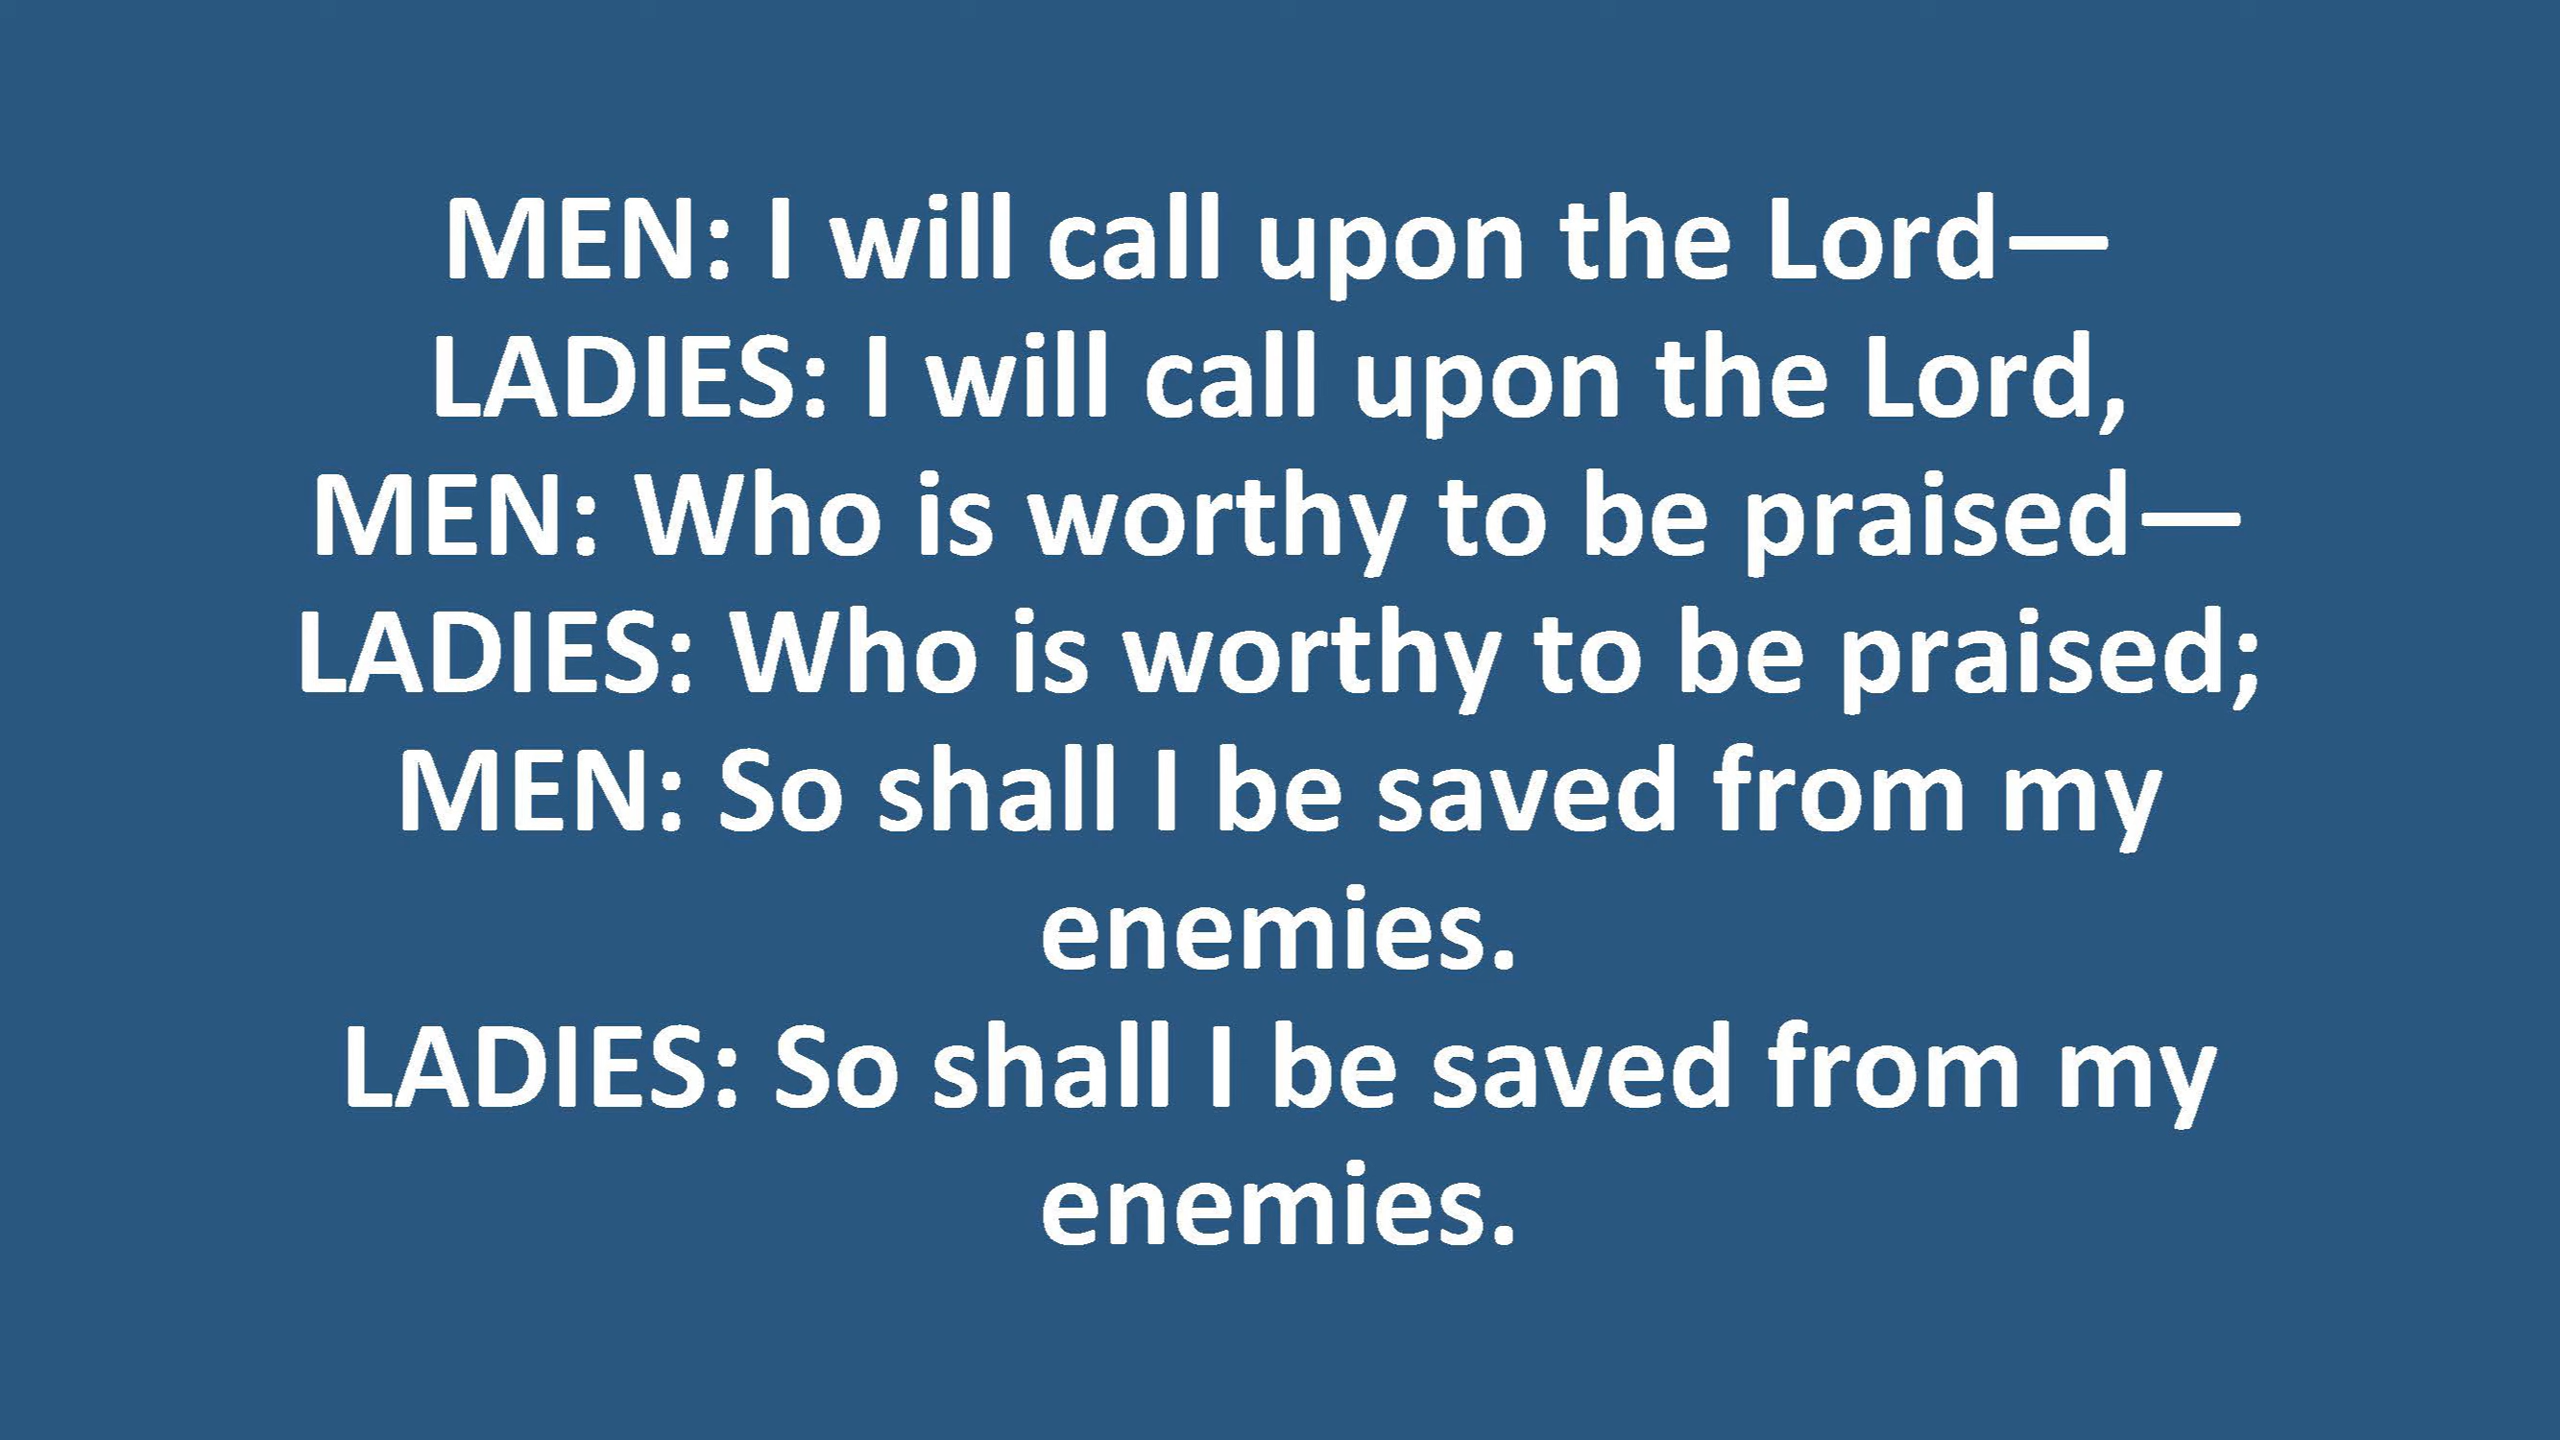 MEN: I will call upon the Lord—
LADIES: I will call upon the Lord,
MEN: Who is worthy to be praised—
LADIES: Who is worthy to be praised;
MEN: So shall I be saved from my
enemies.
LADIES: So shall I be saved from my
enemies.